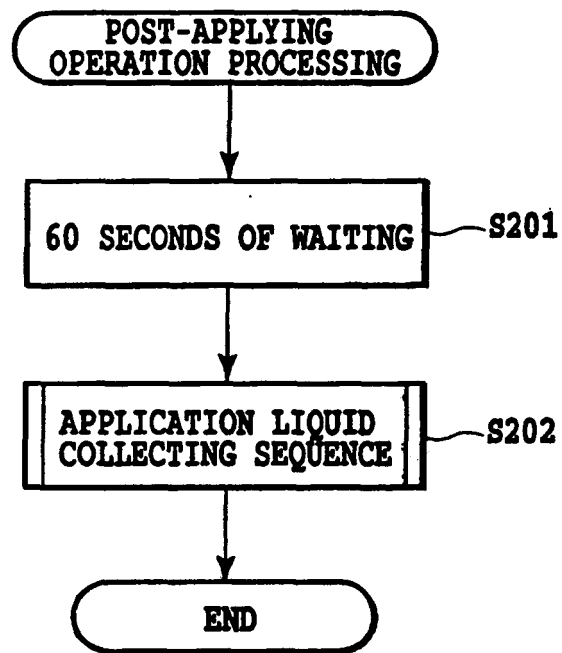 POST-APPLYING
OPERATION PROCESSING
60 SECONDS OF WAITING
S201
APPLICATION LIQUID
COLLECTING SEQUENCE
S202
END